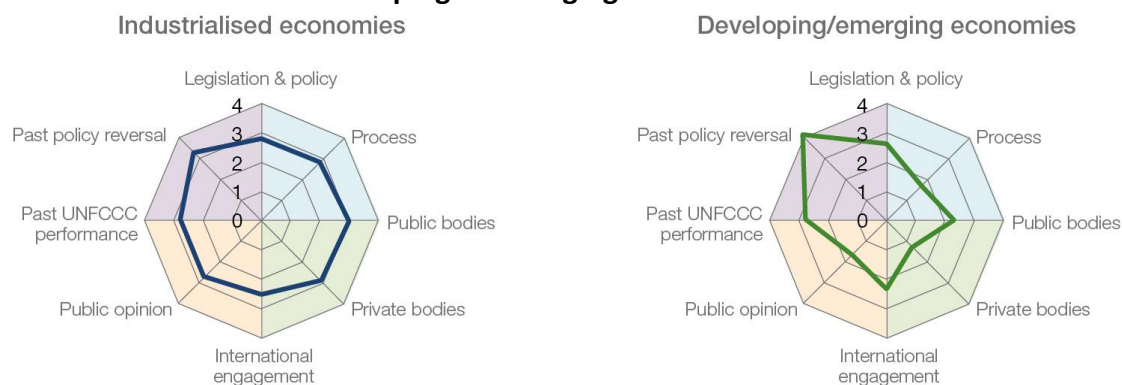 Industrialised economies
Legislation & policy
4
Past policy reversal
3
Process
2
1
Past UNFCCC
performance
0
Public bodies
Public opinion
Private bodies
International
engagement
Developing/emerging economies
Legislation & policy
4
Past policy reversal
3
Process
2
1
Past UNFCCC
performance
0
Public bodies
Public opinion
Private bodies
International
engagement